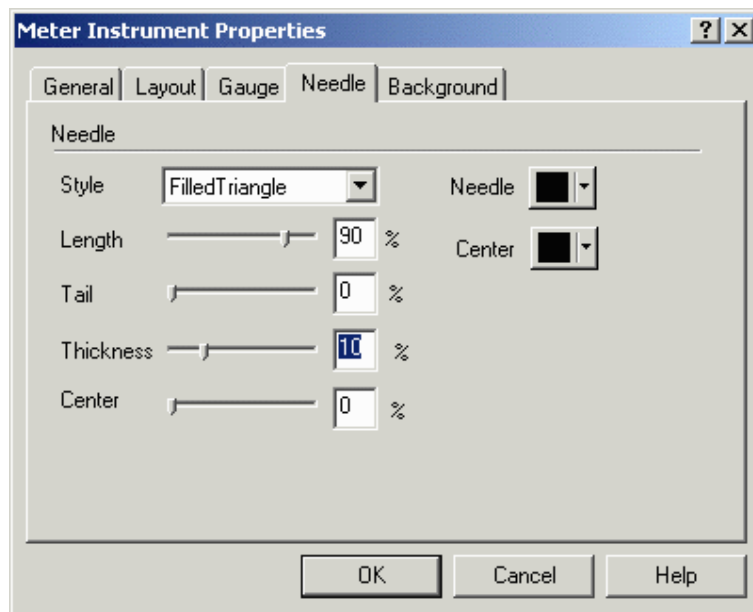 Meter Instrument Properties
General Layout Gauge Needle Background
Needle
Style FilledTriangle Needle
Length 90 % Center
Tail 0 %
Thickness 10 %
Center 0 %
OK Cancel Help